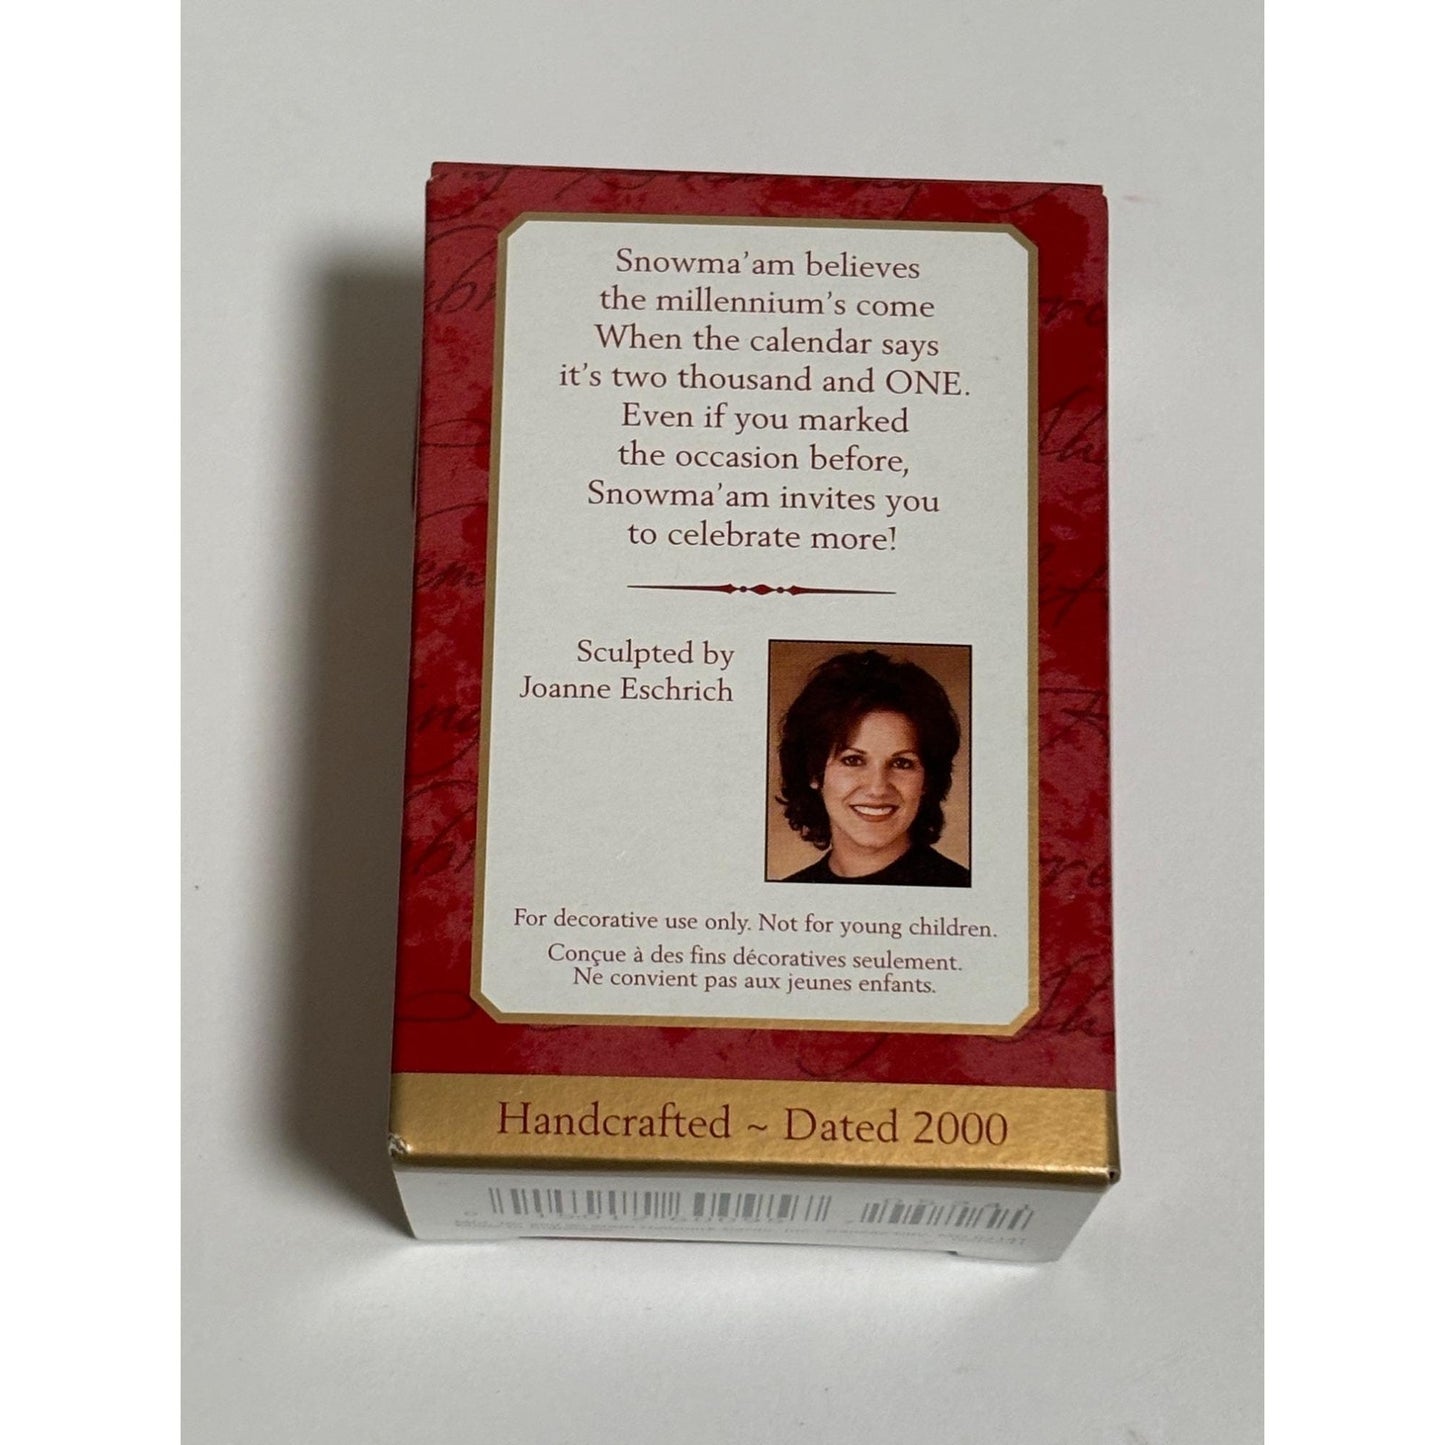 Snowma’am believes
the millennium’s come
When the calendar says
it’s two thousand and ONE.
Even if you marked
the occasion before,
Snowma’am invites you
to celebrate more!
Sculpted by
Joanne Eschrich
For decorative use only. Not for young children.
Conçue à des fins décoratives seulement.
Ne convient pas aux jeunes enfants.
Handcrafted ~ Dated 2000